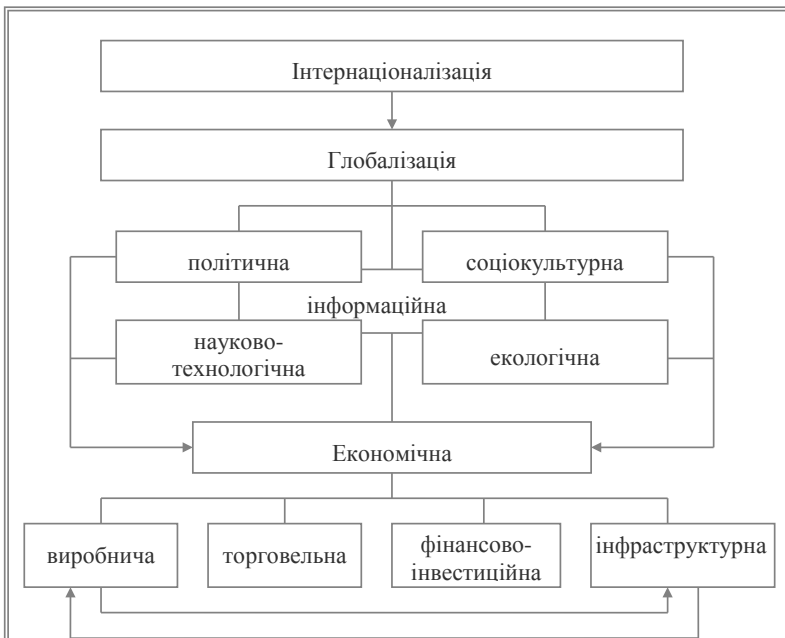 Інтернаціоналізація
Глобалізація
політична
соціокультурна
інформаційна
науково-
технологічна
екологічна
Економічна
виробнича
торговельна
фінансово-
інвестиційна
інфраструктурна